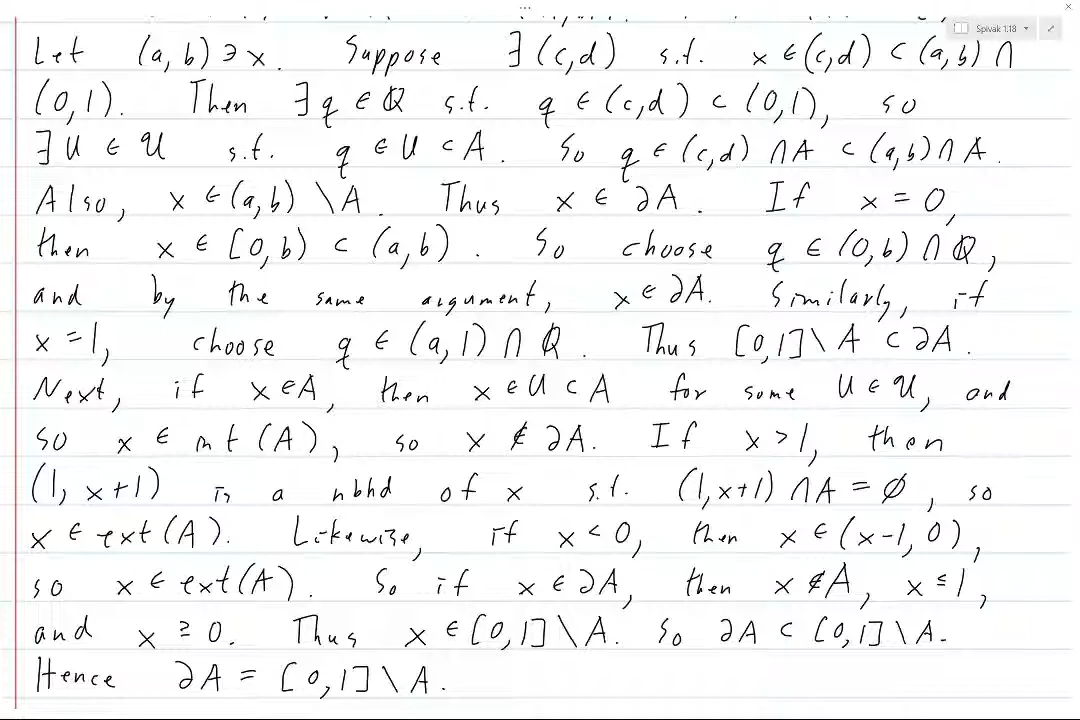 Spivak 1.18
Let (a,b) ∋ x. Suppose ∃ (c,d) s.t. x ∈ (c,d) ⊂ (a,b) ∩
(0,1). Then ∃ q ∈ ℚ s.t. q ∈ (c,d) ⊂ (0,1), so
∃ U ∈ 𝒰 s.t. q ∈ U ⊂ A. So q ∈ (c,d) ∩ A ⊂ (a,b) ∩ A.
Also, x ∈ (a,b) \ A. Thus x ∈ ∂A. If x = 0,
then x ∈ [0,b) ⊂ (a,b). So choose q ∈ (0,b) ∩ ℚ,
and by the same argument, x ∈ ∂A. Similarly, if
x = 1, choose q ∈ (a,1) ∩ ℚ. Thus [0,1] \ A ⊂ ∂A.
Next, if x ∈ A, then x ∈ U ⊂ A for some U ∈ 𝒰, and
so x ∈ int (A), so x ∉ ∂A. If x > 1, then
(1, x+1) is a nbhd of x s.t. (1, x+1) ∩ A = ∅, so
x ∈ ext (A). Likewise, if x < 0, then x ∈ (x-1, 0),
so x ∈ ext (A). So if x ∈ ∂A, then x ∉ A, x ≤ 1,
and x ≥ 0. Thus x ∈ [0,1] \ A. So ∂A ⊂ [0,1] \ A.
Hence ∂A = [0,1] \ A.